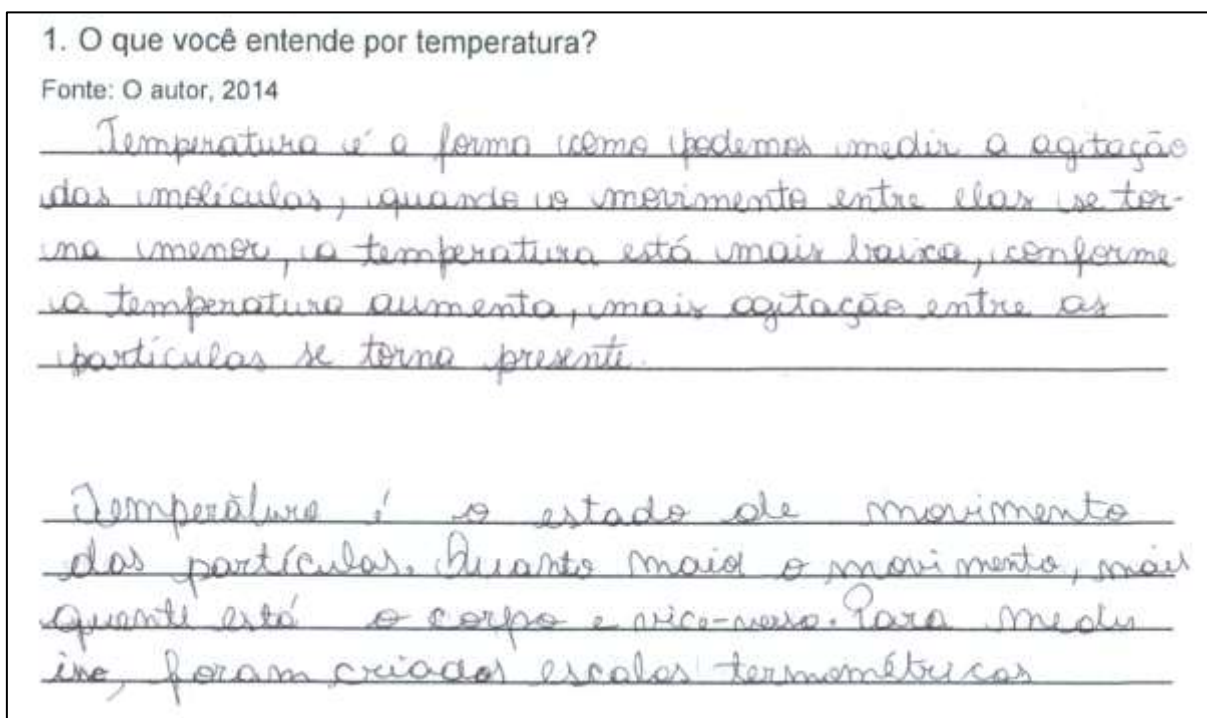 1. O que você entende por temperatura?
Fonte: O autor, 2014
Temperatura é a forma como podemos medir a agitação
das moléculas, quando o movimento entre elas se tor-
na menor, a temperatura está mais baixa, conforme
a temperatura aumenta, mais agitação entre as
partículas se torna presente.
Temperatura é o estado de movimento
das partículas. Quanto maior o movimento, mais
quente está o corpo e vice-versa. Para medir
isso, foram criados escalas termométricas